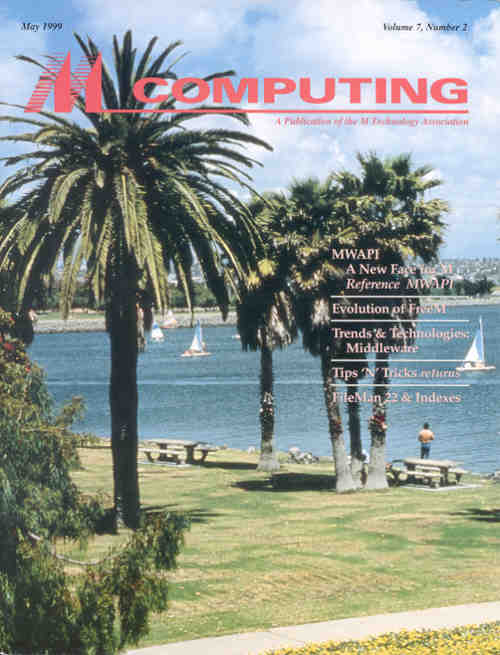 May 1999
Volume 7, Number 2
M COMPUTING
A Publication of the M Technology Association
MWAPI
A New Face for M
Reference MWAPI
Evolution of FreeM
Trends & Technologies:
Middleware
Tips 'N' Tricks returns
FileMan 22 & Indexes